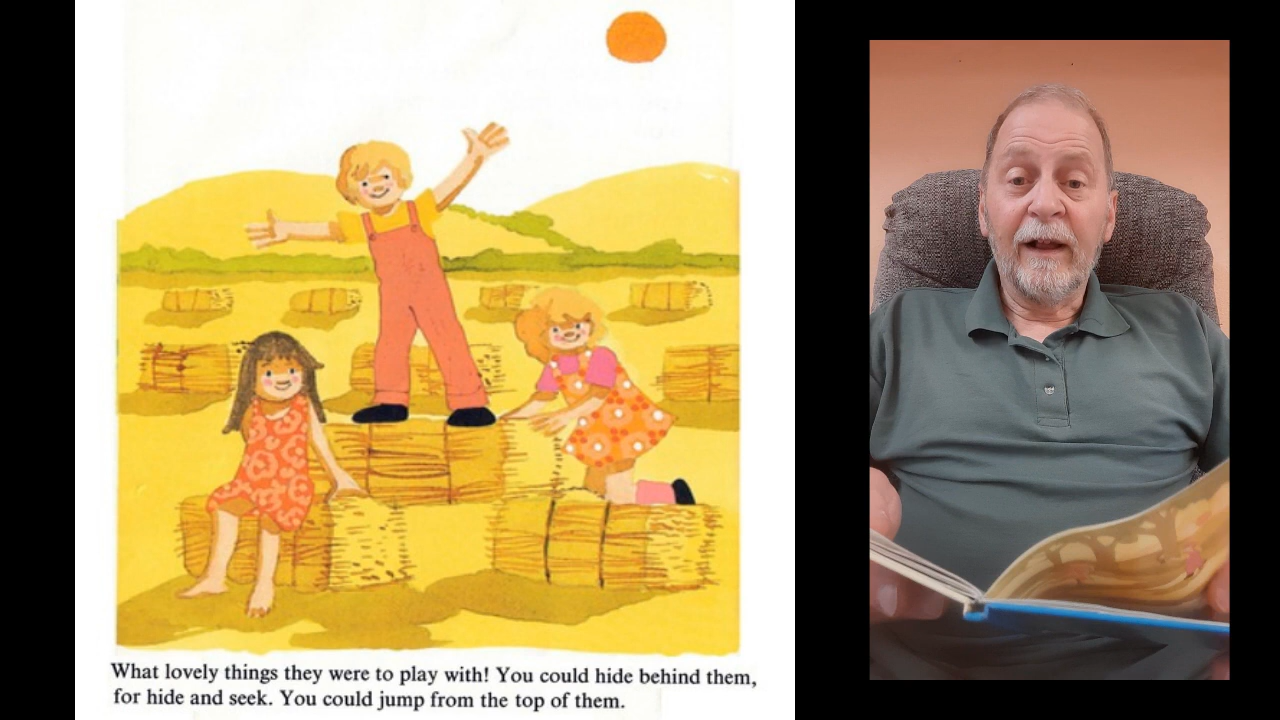 What lovely things they were to play with! You could hide behind them,
for hide and seek. You could jump from the top of them.